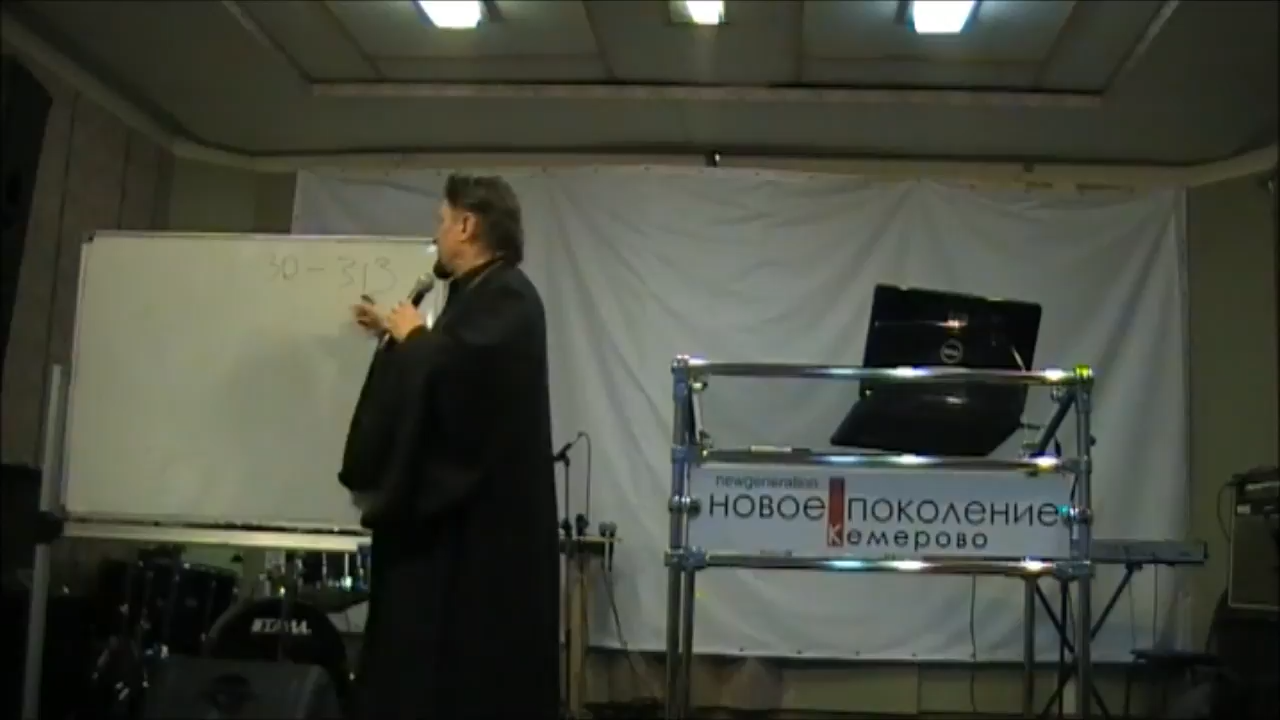 30 - 313
newgeneration
НОВОЕ ПОКОЛЕНИЕ
Кемерово
TAMA
DELL